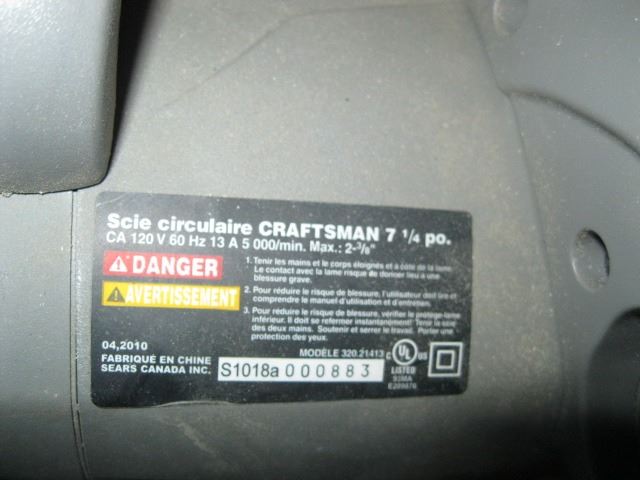 Scie circulaire CRAFTSMAN 7 1/4 po.
CA 120 V 60 Hz 13 A 5 000/min. Max.: 2-3/8"
DANGER
AVERTISSEMENT
1. Tenir les mains et le corps éloignés et à côté de la lame.
Le contact avec la lame risque de donner lieu à une
blessure grave.
2. Pour réduire le risque de blessure, l'utilisateur doit lire et
comprendre le manuel d'utilisation et d'entretien.
3. Pour réduire le risque de blessure, vérifier le protège-lame
inférieur. Il doit se refermer instantanément! Tenir la scie
des deux mains. Soutenir et serrer le travail. Porter une
protection des yeux.
04,2010
FABRIQUÉ EN CHINE
SEARS CANADA INC.
MODÈLE 320.21413
S1018a 000883
C UL US
LISTED
93MA